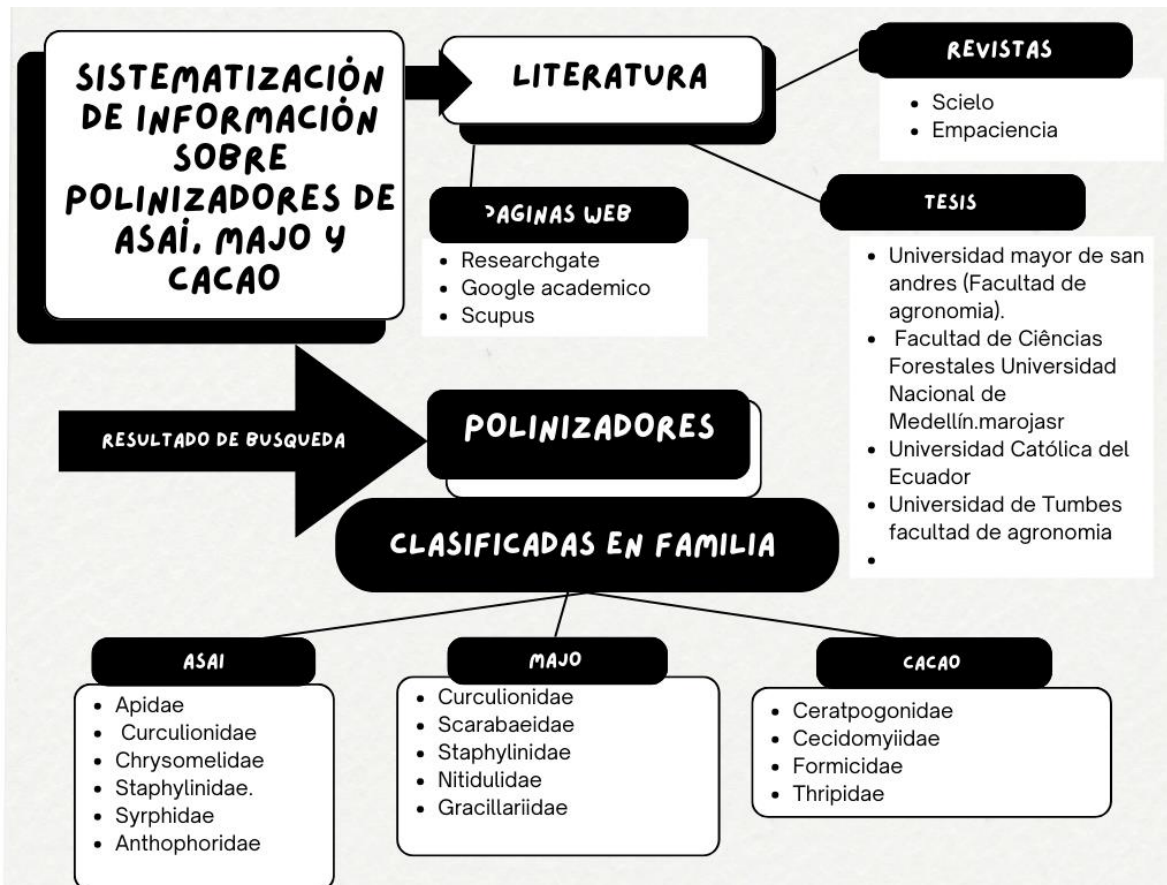 SISTEMATIZACIÓN
DE INFORMACIÓN
SOBRE
POLINIZADORES DE
ASAÍ, MAJO Y
CACAO
LITERATURA
REVISTAS
• Scielo
• Empaciencia
PAGINAS WEB
• Researchgate
• Google academico
• Scupus
TESIS
• Universidad mayor de san
andres (Facultad de
agronomia).
• Facultad de Ciências
Forestales Universidad
Nacional de
Medellín.marojasr
• Universidad Católica del
Ecuador
• Universidad de Tumbes
facultad de agronomia
•
RESULTADO DE BUSQUEDA
POLINIZADORES
CLASIFICADAS EN FAMILIA
ASAI
• Apidae
• Curculionidae
• Chrysomelidae
• Staphylinidae.
• Syrphidae
• Anthophoridae
MAJO
• Curculionidae
• Scarabaeidae
• Staphylinidae
• Nitidulidae
• Gracillariidae
CACAO
• Ceratpogonidae
• Cecidomyiidae
• Formicidae
• Thripidae